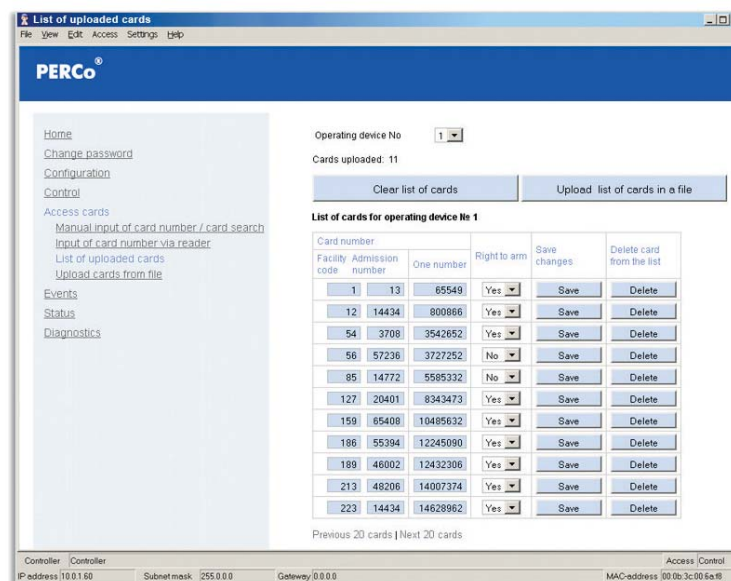 List of uploaded cards
File View Edit Access Settings Help
PERCo®
Home
Change password
Configuration
Control
Access cards
Manual input of card number / card search
Input of card number via reader
List of uploaded cards
Upload cards from file
Events
Status
Diagnostics
Operating device No 1
Cards uploaded: 11
Clear list of cards Upload list of cards in a file
List of cards for operating device № 1
Card number Right to arm Save changes Delete card from the list
Facility code Admission number One number
1 13 65549 Yes Save Delete
12 14434 800866 Yes Save Delete
54 3708 3542652 Yes Save Delete
56 57236 3727252 No Save Delete
85 14772 5585332 No Save Delete
127 20401 8343473 Yes Save Delete
159 65408 10485632 Yes Save Delete
186 55394 12245090 Yes Save Delete
189 46002 12432306 Yes Save Delete
213 48206 14007374 Yes Save Delete
223 14434 14628962 Yes Save Delete
Previous 20 cards | Next 20 cards
Controller Controller Access Control
IP address 10.0.1.60 Subnet mask 255.0.0.0 Gateway 0.0.0.0 MAC-address 00:0b:3c:00:6a:f8